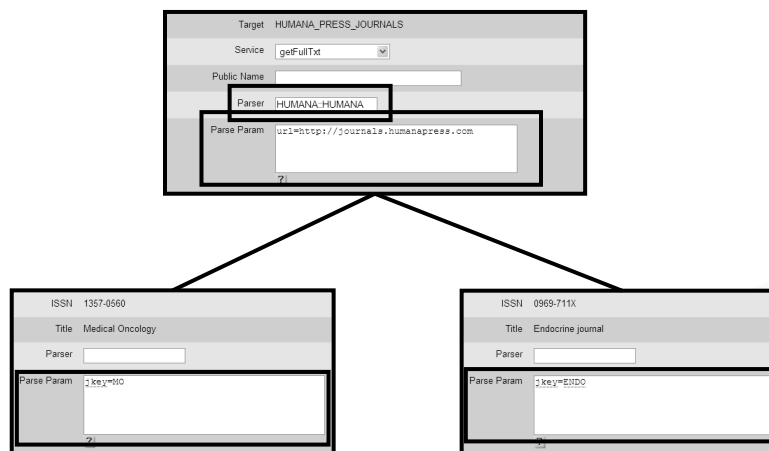 Target HUMANA_PRESS_JOURNALS
Service getFullTxt
Public Name
Parser HUMANA::HUMANA
Parse Param url=http://journals.humanapress.com
?
ISSN 1357-0560
Title Medical Oncology
Parser
Parse Param jkey=MO
?
ISSN 0969-711X
Title Endocrine journal
Parser
Parse Param jkey=ENDO
?